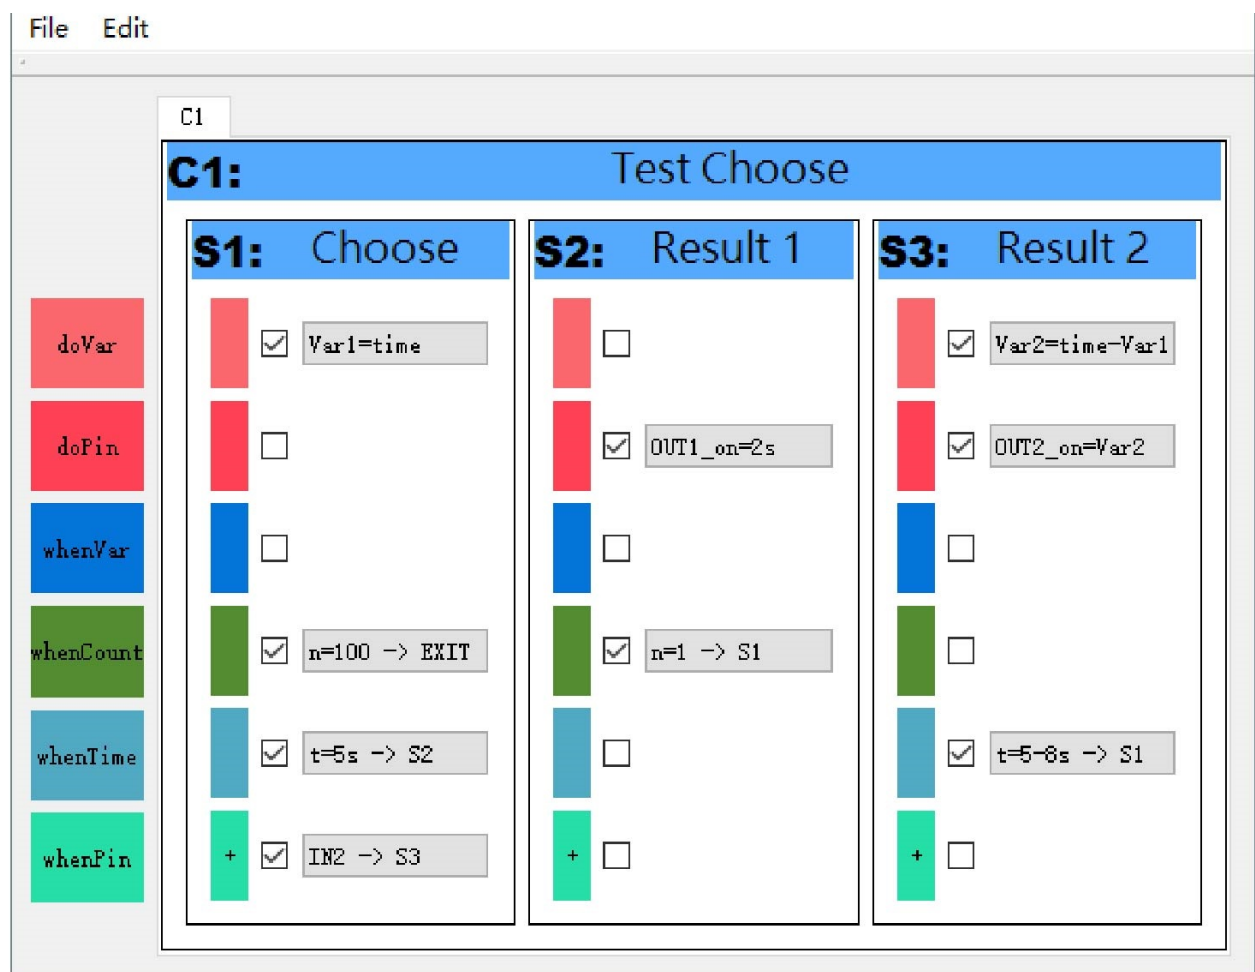 File Edit
C1
C1: Test Choose
S1: Choose S2: Result 1 S3: Result 2
doVar Var1=time Var2=time-Var1
doPin OUT1_on=2s OUT2_on=Var2
whenVar
whenCount n=100 -> EXIT n=1 -> S1
whenTime t=5s -> S2 t=5-8s -> S1
whenPin + IN2 -> S3 + +